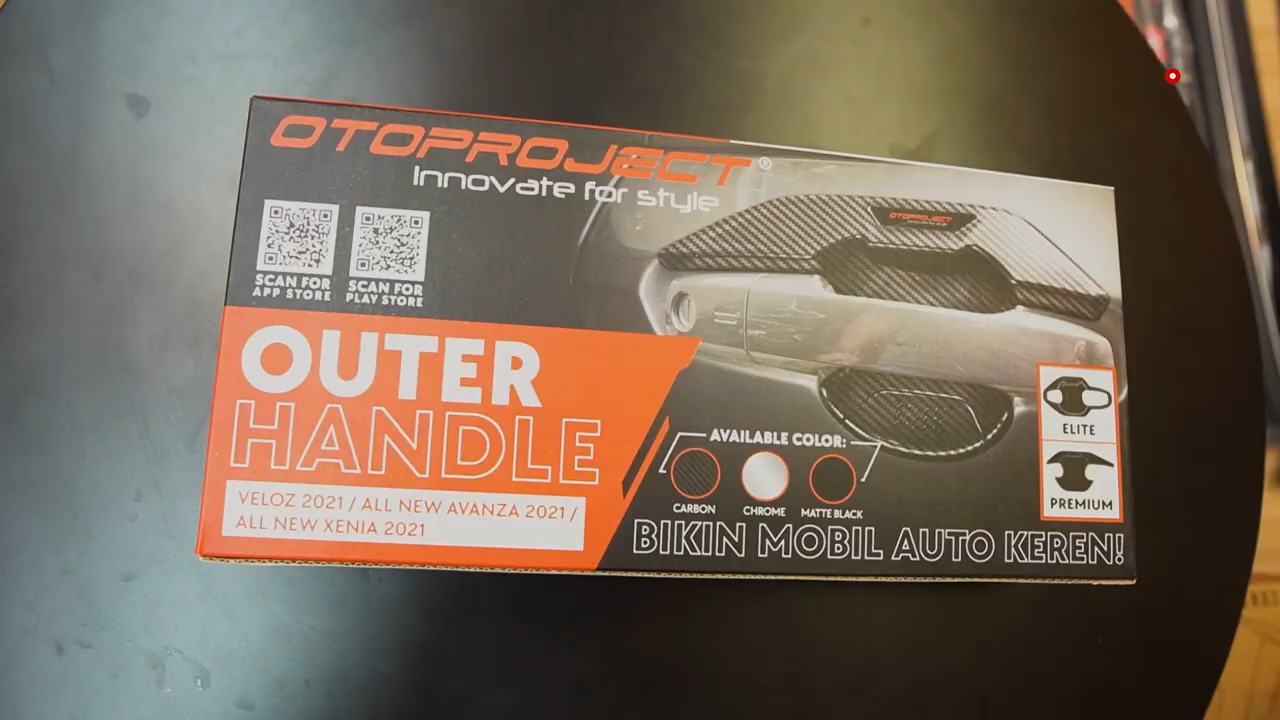 OTOPROJECT®
Innovate for style
OTOPROJECT
SCAN FOR
APP STORE
SCAN FOR
PLAY STORE
OUTER
HANDLE
VELOZ 2021 / ALL NEW AVANZA 2021 /
ALL NEW XENIA 2021
AVAILABLE COLOR:
CARBON
CHROME
MATTE BLACK
ELITE
PREMIUM
BIKIN MOBIL AUTO KEREN!